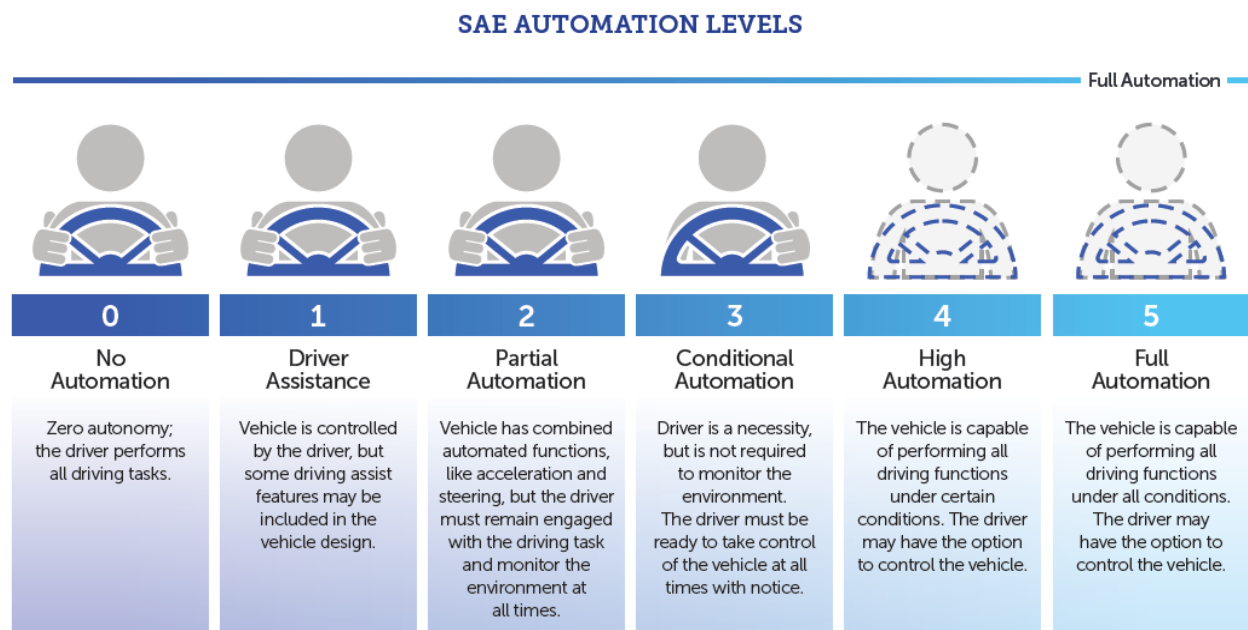 SAE AUTOMATION LEVELS
Full Automation
0
No
Automation
Zero autonomy;
the driver performs
all driving tasks.
1
Driver
Assistance
Vehicle is controlled
by the driver, but
some driving assist
features may be
included in the
vehicle design.
2
Partial
Automation
Vehicle has combined
automated functions,
like acceleration and
steering, but the driver
must remain engaged
with the driving task
and monitor the
environment at
all times.
3
Conditional
Automation
Driver is a necessity,
but is not required
to monitor the
environment.
The driver must be
ready to take control
of the vehicle at all
times with notice.
4
High
Automation
The vehicle is capable
of performing all
driving functions
under certain
conditions. The driver
may have the option
to control the vehicle.
5
Full
Automation
The vehicle is capable
of performing all
driving functions
under all conditions.
The driver may
have the option to
control the vehicle.